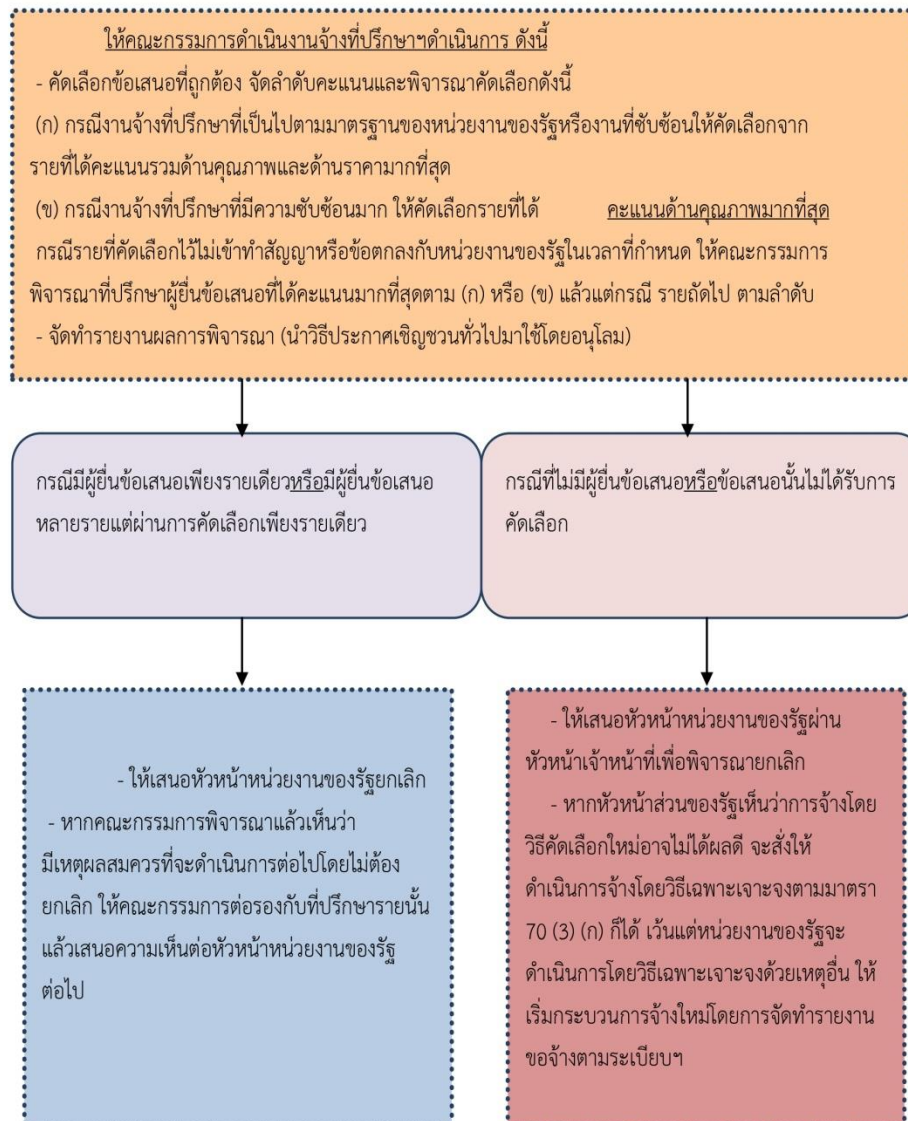 ให้คณะกรรมการดำเนินงานจ้างที่ปรึกษาฯดำเนินการ ดังนี้
- คัดเลือกข้อเสนอที่ถูกต้อง จัดลำดับคะแนนและพิจารณาคัดเลือกดังนี้
(ก) กรณีงานจ้างที่ปรึกษาที่เป็นไปตามมาตรฐานของหน่วยงานของรัฐหรืองานที่ซับซ้อนให้คัดเลือกจาก
รายที่ได้คะแนนรวมด้านคุณภาพและด้านราคามากที่สุด
(ข) กรณีงานจ้างที่ปรึกษาที่มีความซับซ้อนมาก ให้คัดเลือกรายที่ได้ คะแนนด้านคุณภาพมากที่สุด
กรณีรายที่คัดเลือกไว้ไม่เข้าทำสัญญาหรือข้อตกลงกับหน่วยงานของรัฐในเวลาที่กำหนด ให้คณะกรรมการ
พิจารณาที่ปรึกษาผู้ยื่นข้อเสนอที่ได้คะแนนมากที่สุดตาม (ก) หรือ (ข) แล้วแต่กรณี รายถัดไป ตามลำดับ
- จัดทำรายงานผลการพิจารณา (นำวิธีประกาศเชิญชวนทั่วไปมาใช้โดยอนุโลม)
กรณีมีผู้ยื่นข้อเสนอเพียงรายเดียวหรือมีผู้ยื่นข้อเสนอ
หลายรายแต่ผ่านการคัดเลือกเพียงรายเดียว
กรณีที่ไม่มีผู้ยื่นข้อเสนอหรือข้อเสนอนั้นไม่ได้รับการ
คัดเลือก
- ให้เสนอหัวหน้าหน่วยงานของรัฐยกเลิก
- หากคณะกรรมการพิจารณาแล้วเห็นว่า
มีเหตุผลสมควรที่จะดำเนินการต่อไปโดยไม่ต้อง
ยกเลิก ให้คณะกรรมการต่อรองกับที่ปรึกษารายนั้น
แล้วเสนอความเห็นต่อหัวหน้าหน่วยงานของรัฐ
ต่อไป
- ให้เสนอหัวหน้าหน่วยงานของรัฐผ่าน
หัวหน้าเจ้าหน้าที่เพื่อพิจารณายกเลิก
- หากหัวหน้าส่วนของรัฐเห็นว่าการจ้างโดย
วิธีคัดเลือกใหม่อาจไม่ได้ผลดี จะสั่งให้
ดำเนินการจ้างโดยวิธีเฉพาะเจาะจงตามมาตรา
70 (3) (ก) ก็ได้ เว้นแต่หน่วยงานของรัฐจะ
ดำเนินการโดยวิธีเฉพาะเจาะจงด้วยเหตุอื่น ให้
เริ่มกระบวนการจ้างใหม่โดยการจัดทำรายงาน
ขอจ้างตามระเบียบฯ